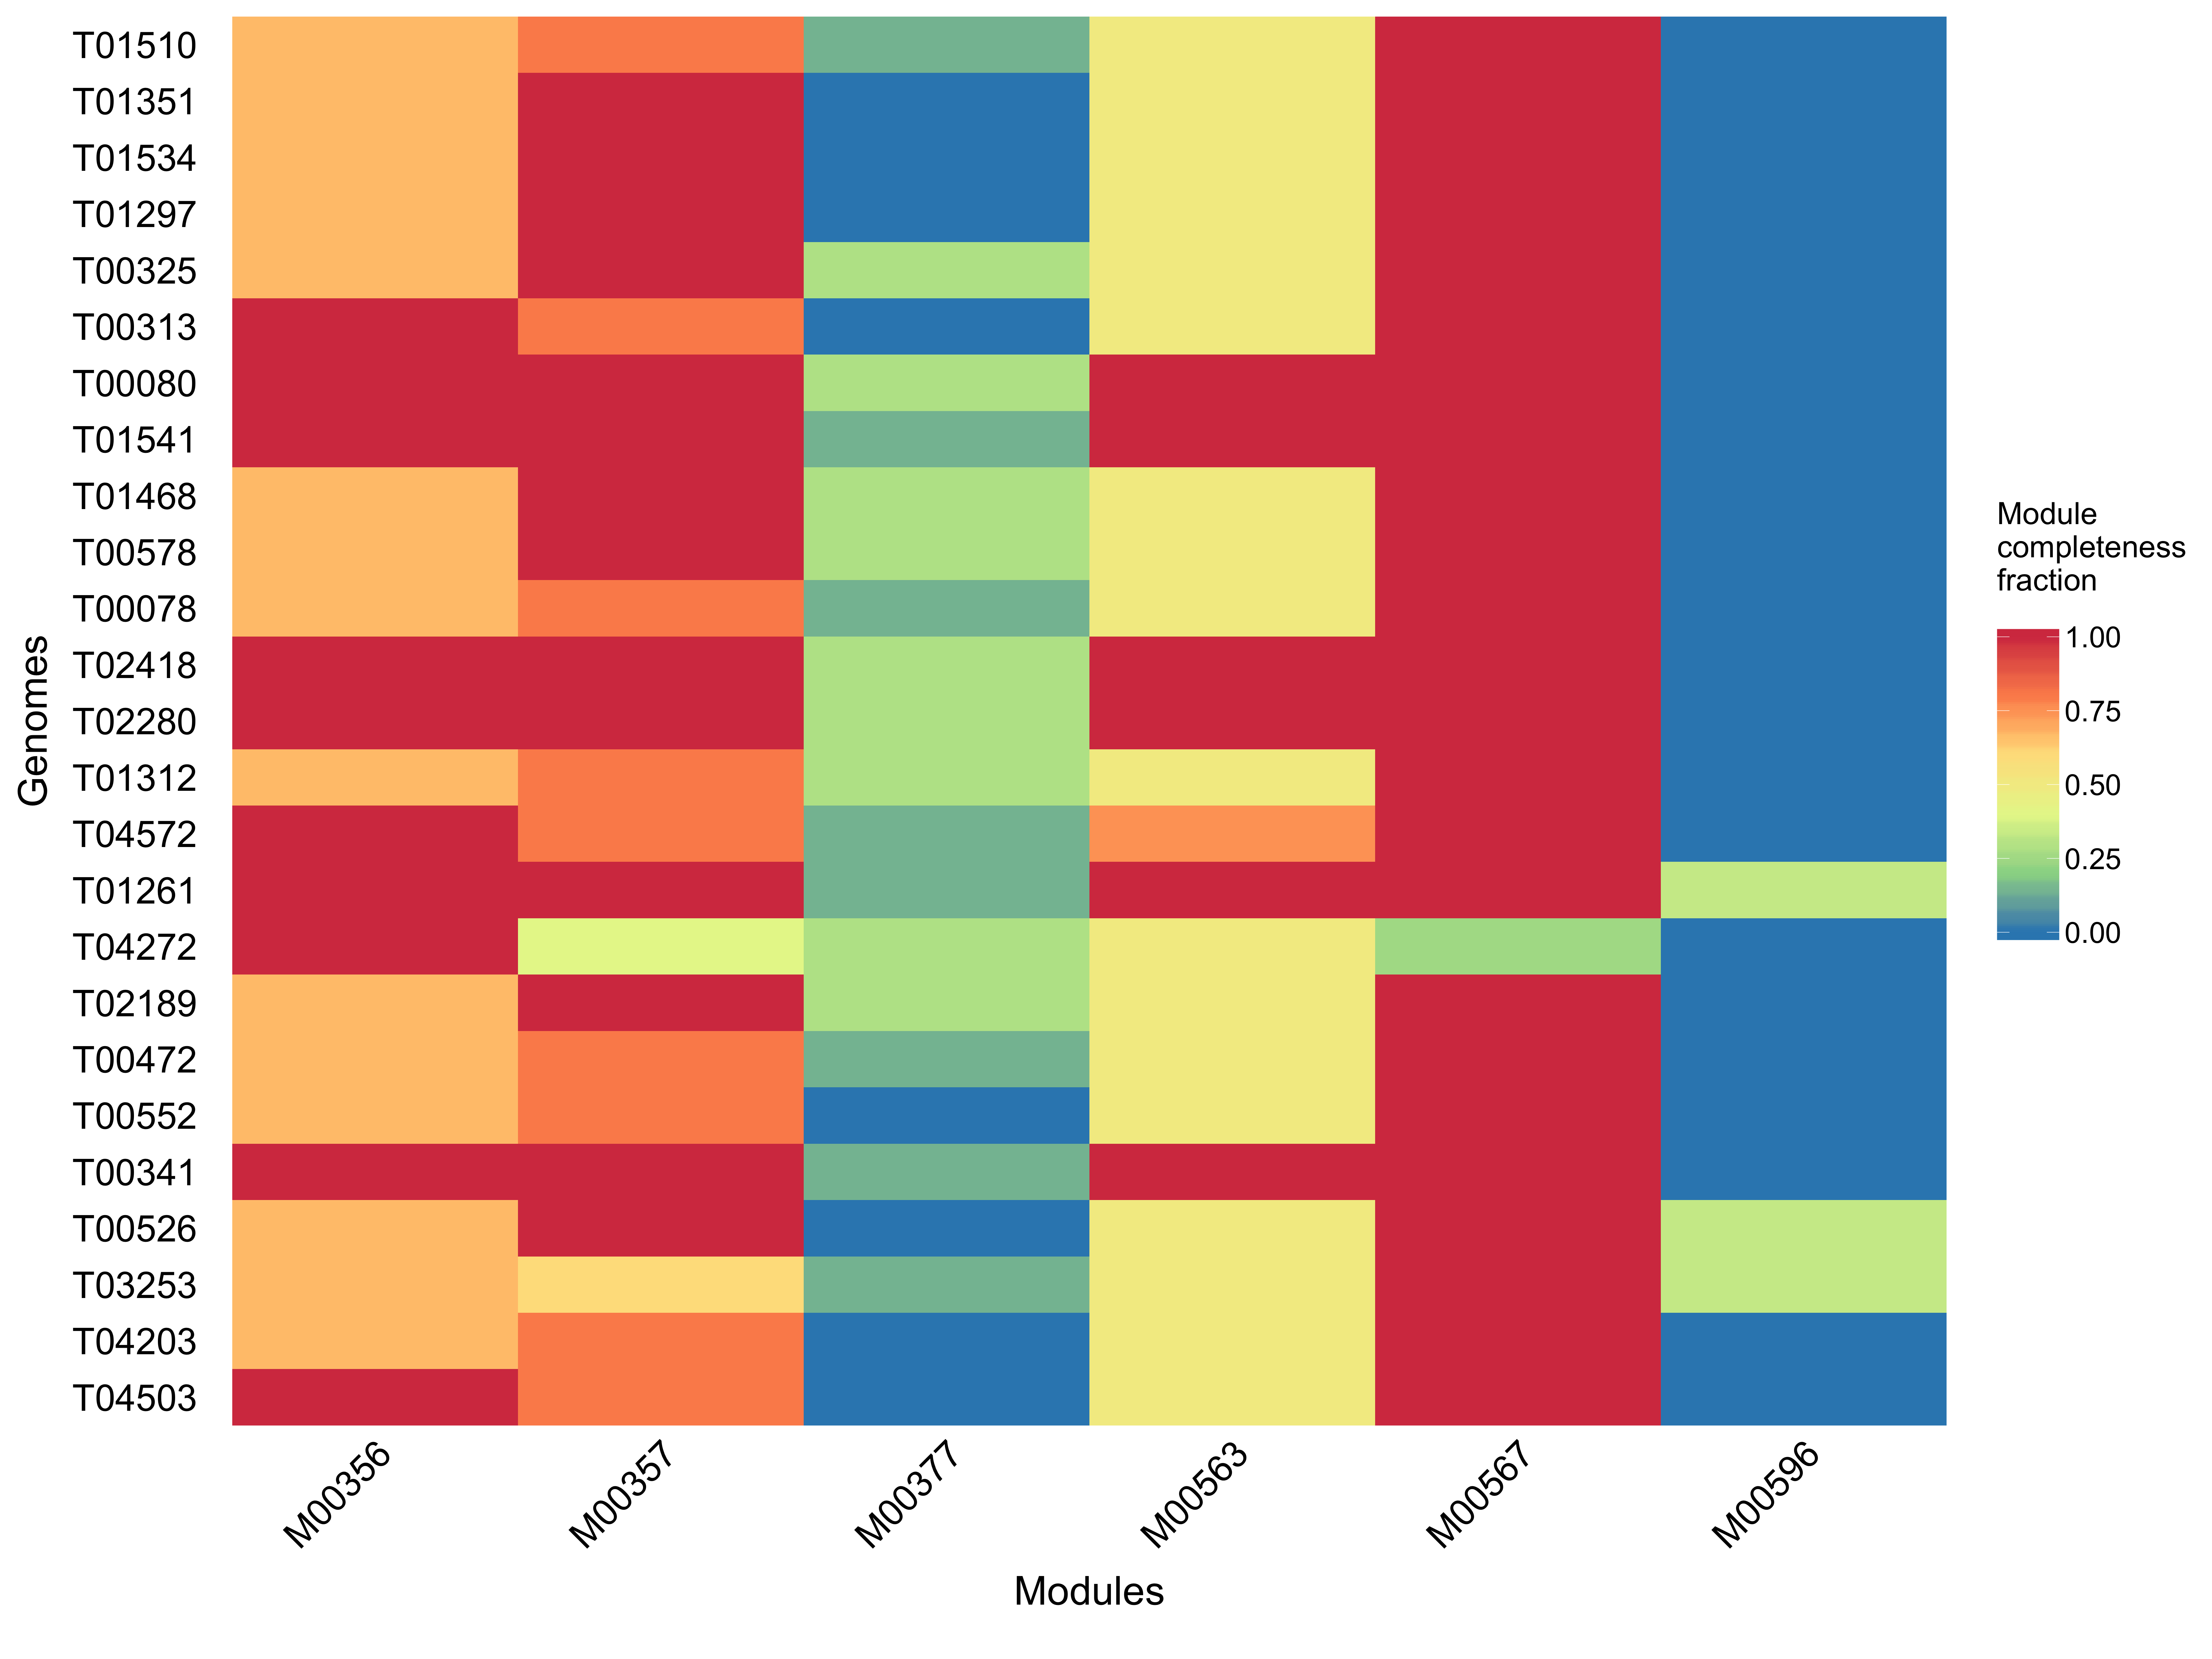 T01510
T01351
T01534
T01297
T00325
T00313
T00080
T01541
T01468
T00578
T00078
T02418
T02280
T01312
T04572
T01261
T04272
T02189
T00472
T00552
T00341
T00526
T03253
T04203
T04503
Genomes
M00356
M00357
M00377
M00563
M00567
M00596
Modules
Module
completeness
fraction
1.00
0.75
0.50
0.25
0.00